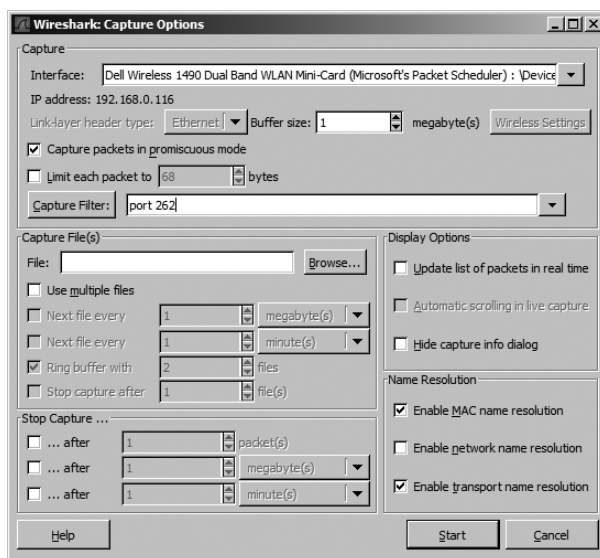 Wireshark: Capture Options
Capture
Interface: Dell Wireless 1490 Dual Band WLAN Mini-Card (Microsoft's Packet Scheduler) : \Device
IP address: 192.168.0.116
Link-layer header type: Ethernet Buffer size: 1 megabyte(s) Wireless Settings
Capture packets in promiscuous mode
Limit each packet to 68 bytes
Capture Filter: port 262
Capture File(s)
File: Browse...
Use multiple files
Next file every 1 megabyte(s)
Next file every 1 minute(s)
Ring buffer with 2 files
Stop capture after 1 file(s)
Display Options
Update list of packets in real time
Automatic scrolling in live capture
Hide capture info dialog
Stop Capture ...
... after 1 packet(s)
... after 1 megabyte(s)
... after 1 minute(s)
Name Resolution
Enable MAC name resolution
Enable network name resolution
Enable transport name resolution
Help Start Cancel